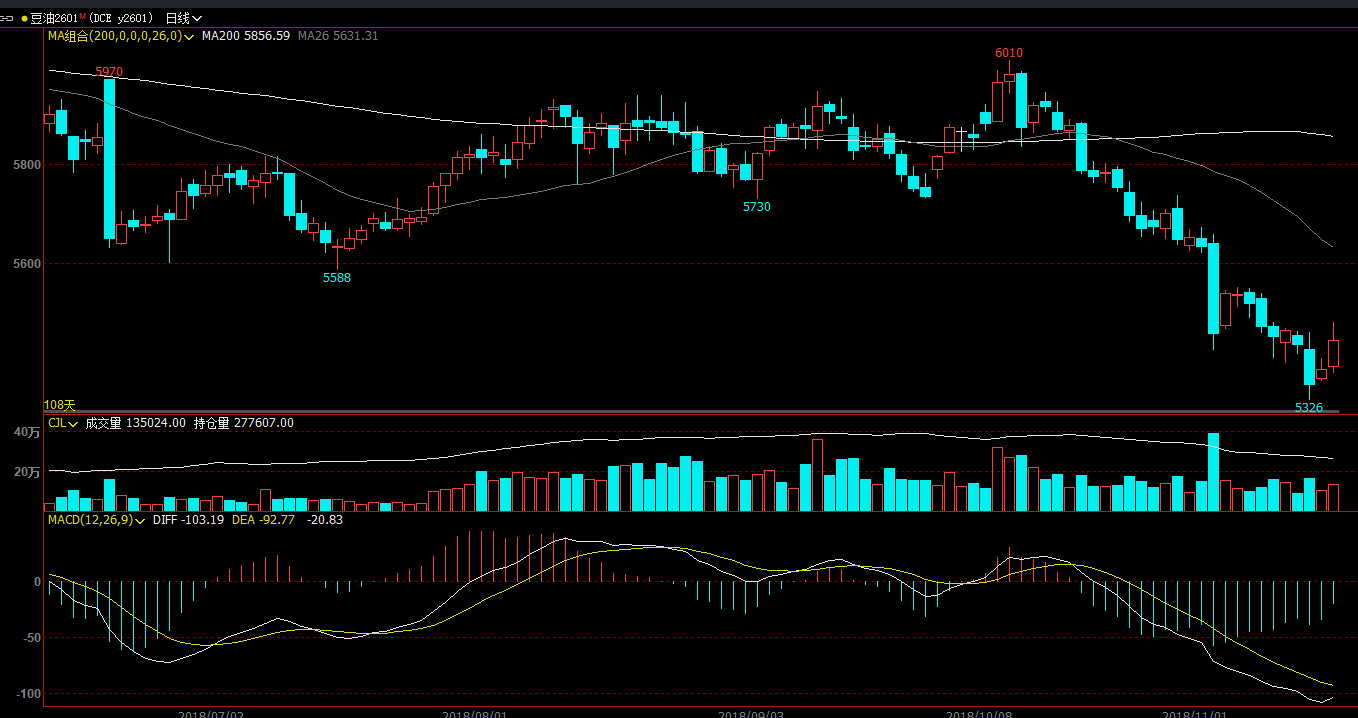 豆油2601M (DCE y2601) 日线
MA组合(200,0,0,0,26,0) MA200 5856.59 MA26 5631.31
6010
5970
5800
5730
5600
5588
5326
108天
CJL 成交量 135024.00 持仓量 277607.00
40万
20万
MACD(12,26,9) DIFF -103.19 DEA -92.77 -20.83
0
-50
-100
2018/07/02 2018/08/01 2018/09/03 2018/10/08 2018/11/01